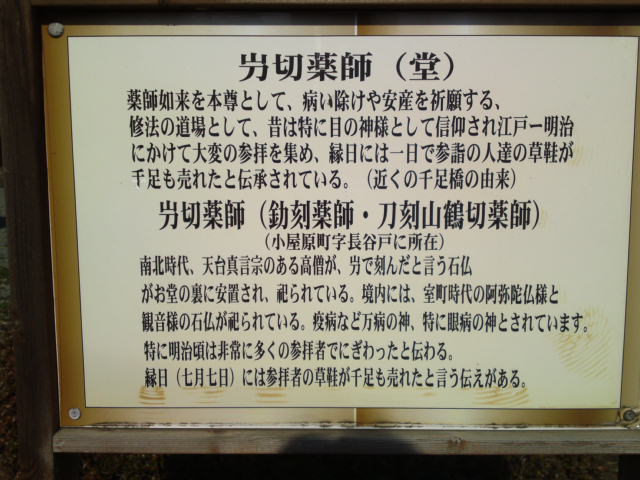 屶切薬師（堂）
薬師如来を本尊として、病い除けや安産を祈願する、
修法の道場として、昔は特に目の神様として信仰され江戸ー明治
にかけて大変の参拝を集め、縁日には一日で参詣の人達の草鞋が
千足も売れたと伝承されている。（近くの千足橋の由来）
屶切薬師（釛刻薬師・刀刻山鶴切薬師）
（小屋原町字長谷戸に所在）
南北時代、天台真言宗のある高僧が、屶で刻んだと言う石仏
がお堂の裏に安置され、祀られている。境内には、室町時代の阿弥陀仏様と
観音様の石仏が祀られている。疫病など万病の神、特に眼病の神とされています。
特に明治頃は非常に多くの参拝者でにぎわったと伝わる。
縁日（七月七日）には参拝者の草鞋が千足も売れたと言う伝えがある。